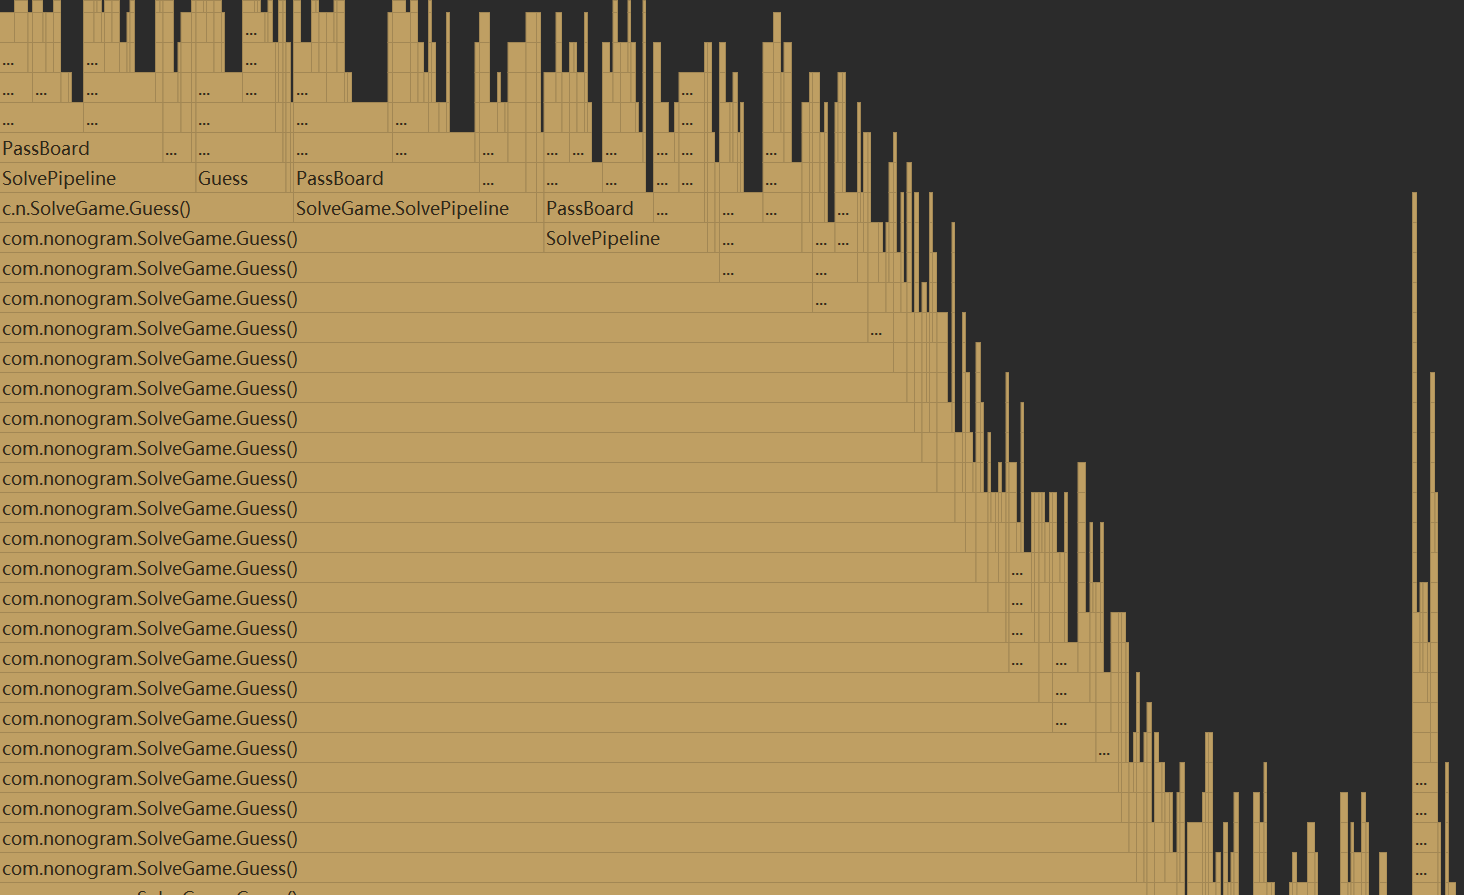 ...
... ...
... ... ... ... ... ... ...
... ... ... ... ...
PassBoard ... ... ... ... ... ... ... ... ... ... ...
SolvePipeline Guess PassBoard ... ... ... ... ... ...
c.n.SolveGame.Guess() SolveGame.SolvePipeline PassBoard ... ... ... ...
com.nonogram.SolveGame.Guess() SolvePipeline ... ... ...
com.nonogram.SolveGame.Guess() ... ...
com.nonogram.SolveGame.Guess() ...
com.nonogram.SolveGame.Guess() ...
com.nonogram.SolveGame.Guess()
com.nonogram.SolveGame.Guess()
com.nonogram.SolveGame.Guess()
com.nonogram.SolveGame.Guess()
com.nonogram.SolveGame.Guess()
com.nonogram.SolveGame.Guess()
com.nonogram.SolveGame.Guess()
com.nonogram.SolveGame.Guess() ...
com.nonogram.SolveGame.Guess() ...
com.nonogram.SolveGame.Guess() ...
com.nonogram.SolveGame.Guess() ... ...
com.nonogram.SolveGame.Guess() ...
com.nonogram.SolveGame.Guess() ...
com.nonogram.SolveGame.Guess() ...
com.nonogram.SolveGame.Guess() ...
com.nonogram.SolveGame.Guess() ...
com.nonogram.SolveGame.Guess() ...
com.nonogram.SolveGame.Guess() ...